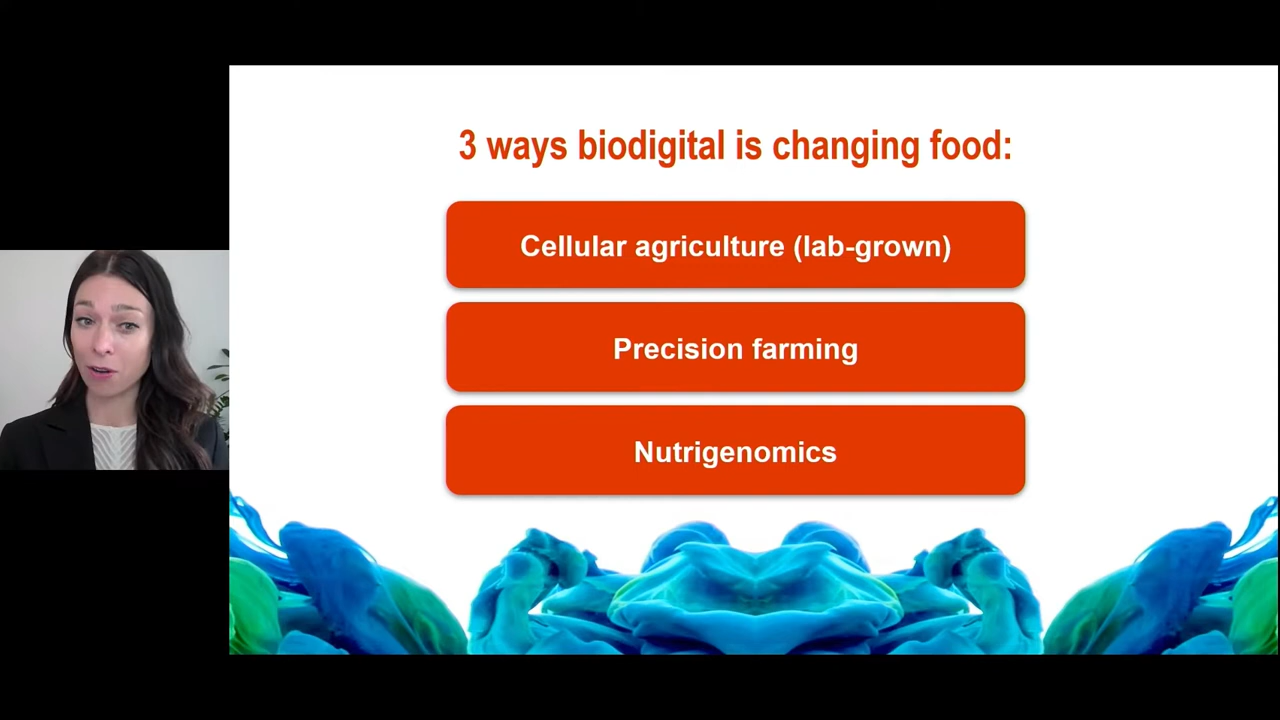 3 ways biodigital is changing food:
Cellular agriculture (lab-grown)
Precision farming
Nutrigenomics